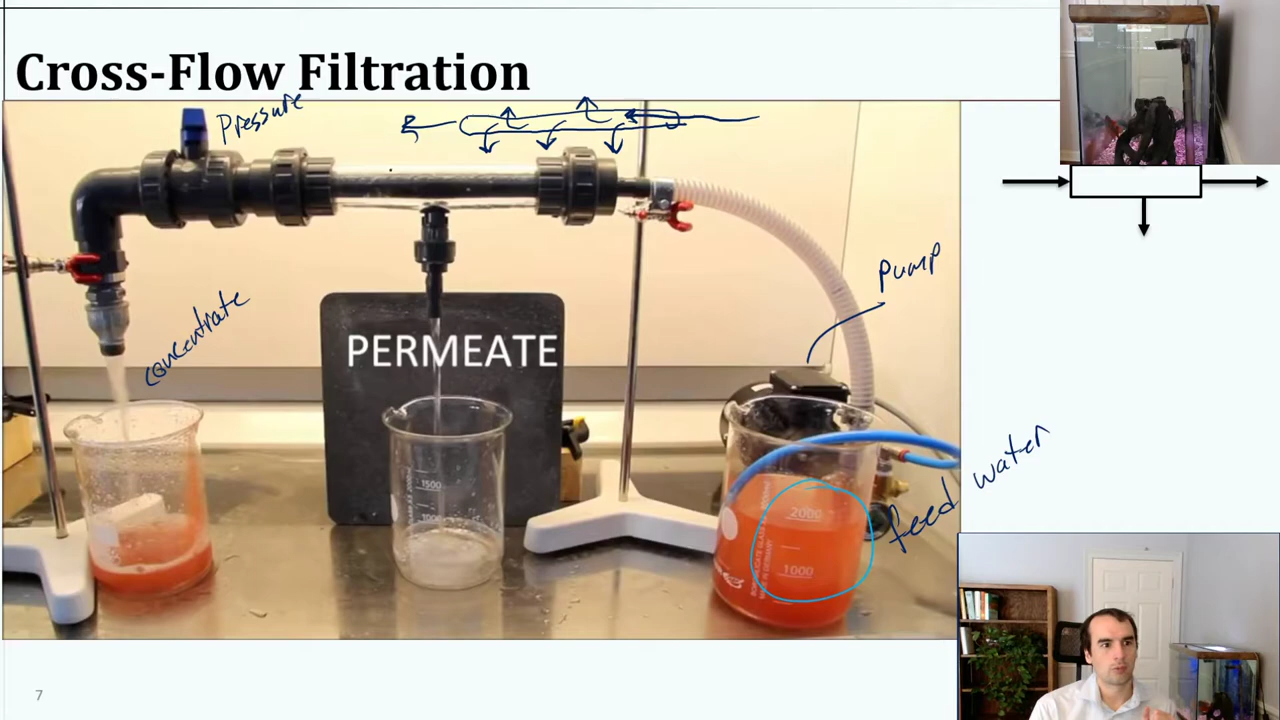 Cross-Flow Filtration
Pressure
Pump
concentrate
PERMEATE
1500
1000
2000
1000
feed water
7